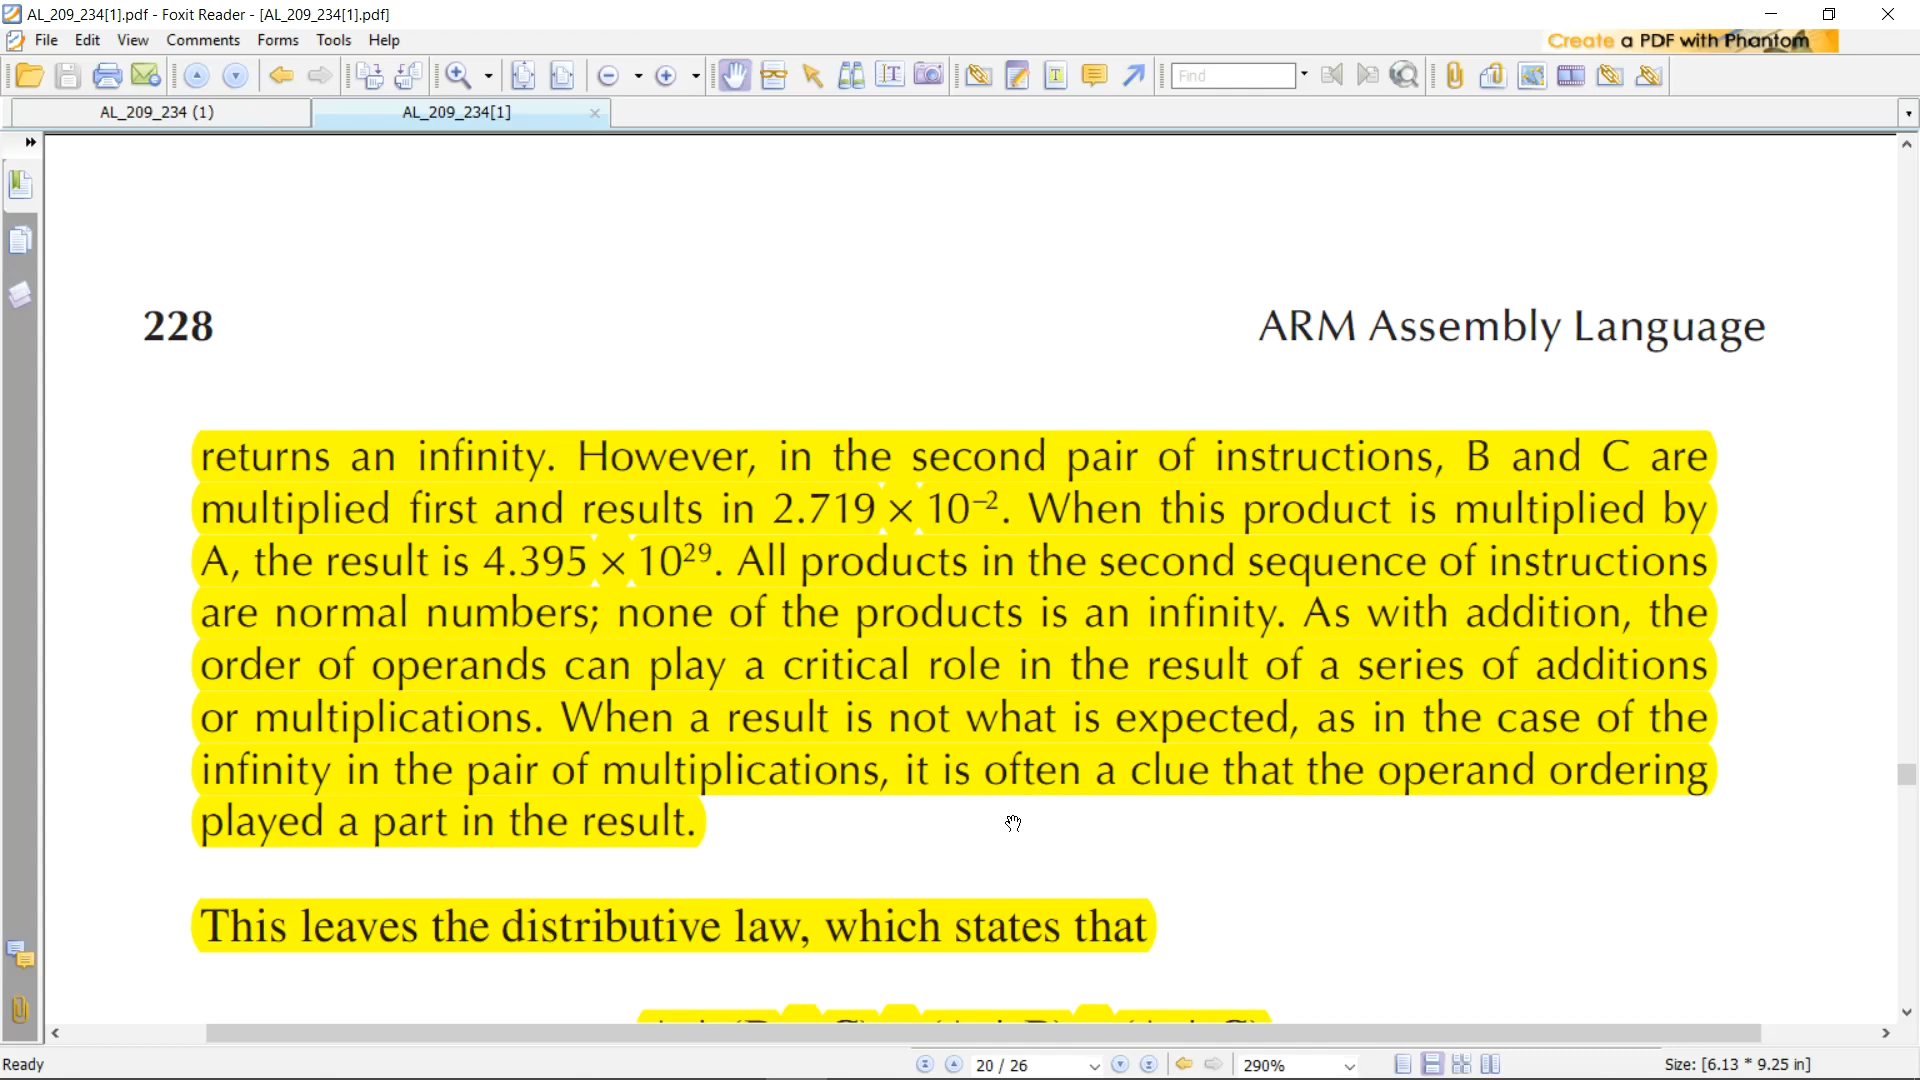 AL_209_234[1].pdf - Foxit Reader - [AL_209_234[1].pdf]
File Edit View Comments Forms Tools Help
Create a PDF with Phantom
Find
AL_209_234 (1)
AL_209_234[1]
228
ARM Assembly Language
returns an infinity. However, in the second pair of instructions, B and C are
multiplied first and results in 2.719 × 10⁻². When this product is multiplied by
A, the result is 4.395 × 10²⁹. All products in the second sequence of instructions
are normal numbers; none of the products is an infinity. As with addition, the
order of operands can play a critical role in the result of a series of additions
or multiplications. When a result is not what is expected, as in the case of the
infinity in the pair of multiplications, it is often a clue that the operand ordering
played a part in the result.
This leaves the distributive law, which states that
Ready
20 / 26
290%
Size: [6.13 * 9.25 in]